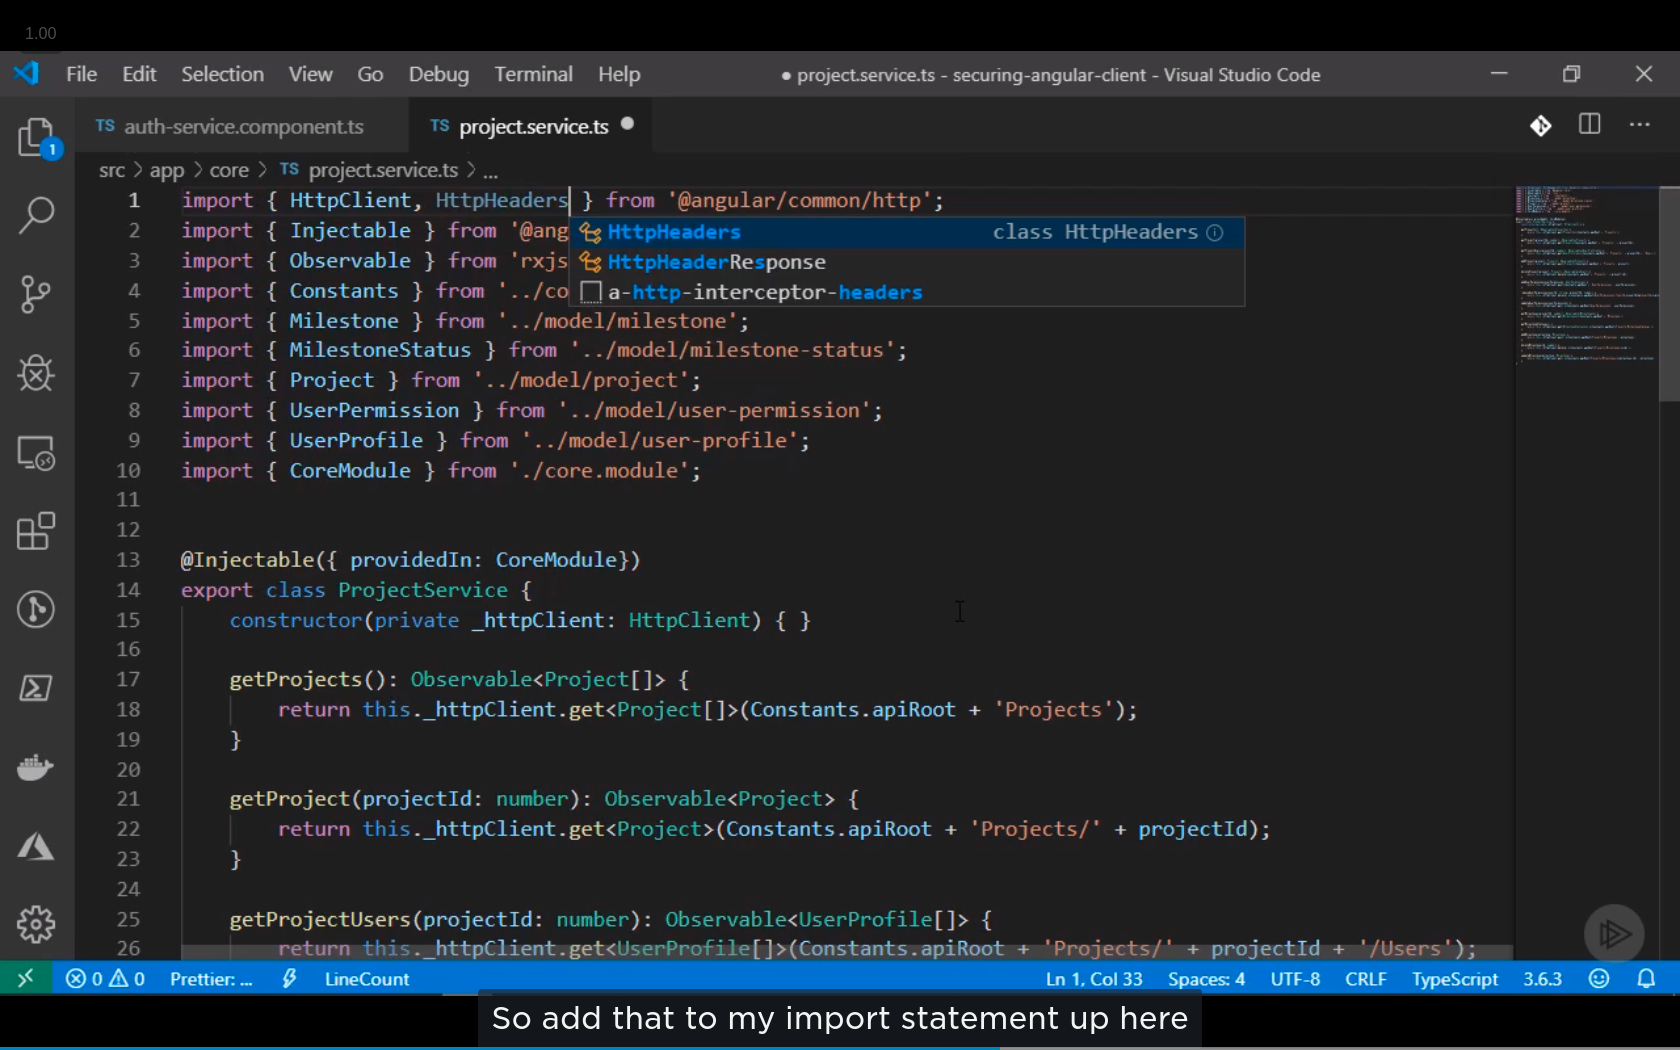 1.00
File Edit Selection View Go Debug Terminal Help ● project.service.ts - securing-angular-client - Visual Studio Code
TS auth-service.component.ts TS project.service.ts ●
src > app > core > TS project.service.ts > ...
1 import { HttpClient, HttpHeaders } from '@angular/common/http';
2 import { Injectable } from '@ang
HttpHeaders class HttpHeaders
3 import { Observable } from 'rxjs
HttpHeaderResponse
4 import { Constants } from '../co
a-http-interceptor-headers
5 import { Milestone } from '../model/milestone';
6 import { MilestoneStatus } from '../model/milestone-status';
7 import { Project } from '../model/project';
8 import { UserPermission } from '../model/user-permission';
9 import { UserProfile } from '../model/user-profile';
10 import { CoreModule } from './core.module';
11
12
13 @Injectable({ providedIn: CoreModule})
14 export class ProjectService {
15 constructor(private _httpClient: HttpClient) { }
16
17 getProjects(): Observable<Project[]> {
18 return this._httpClient.get<Project[]>(Constants.apiRoot + 'Projects');
19 }
20
21 getProject(projectId: number): Observable<Project> {
22 return this._httpClient.get<Project>(Constants.apiRoot + 'Projects/' + projectId);
23 }
24
25 getProjectUsers(projectId: number): Observable<UserProfile[]> {
26 return this._httpClient.get<UserProfile[]>(Constants.apiRoot + 'Projects/' + projectId + '/Users');
1
0 0 Prettier: ... LineCount Ln 1, Col 33 Spaces: 4 UTF-8 CRLF TypeScript 3.6.3
So add that to my import statement up here